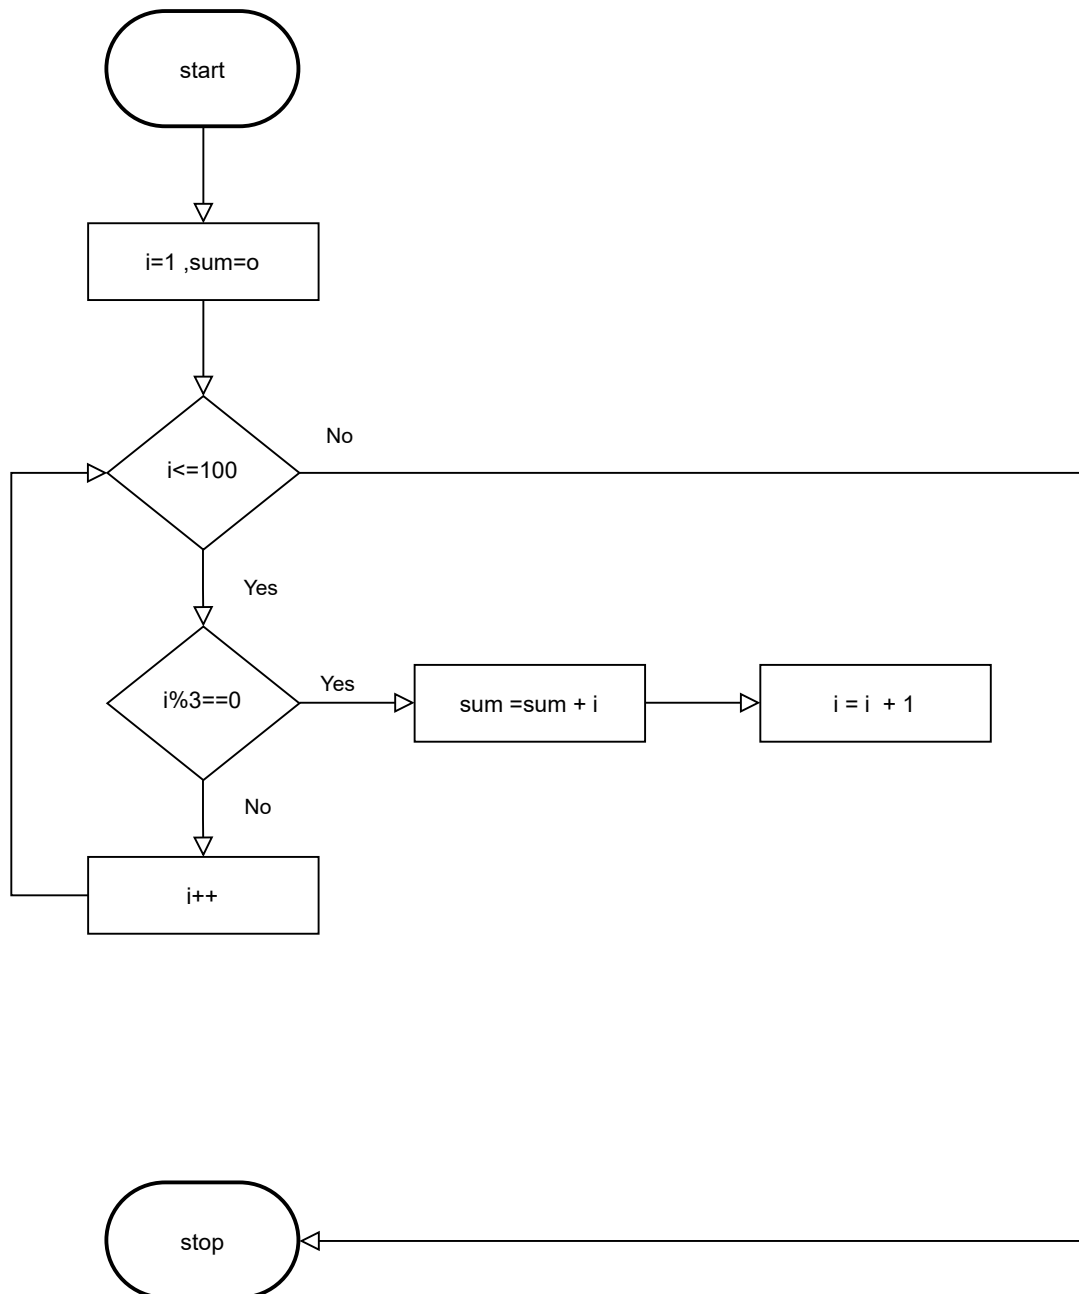 start
i=1 ,sum=o
No
i<=100
Yes
Yes
i%3==0
sum =sum + i
i = i  + 1
No
i++
stop